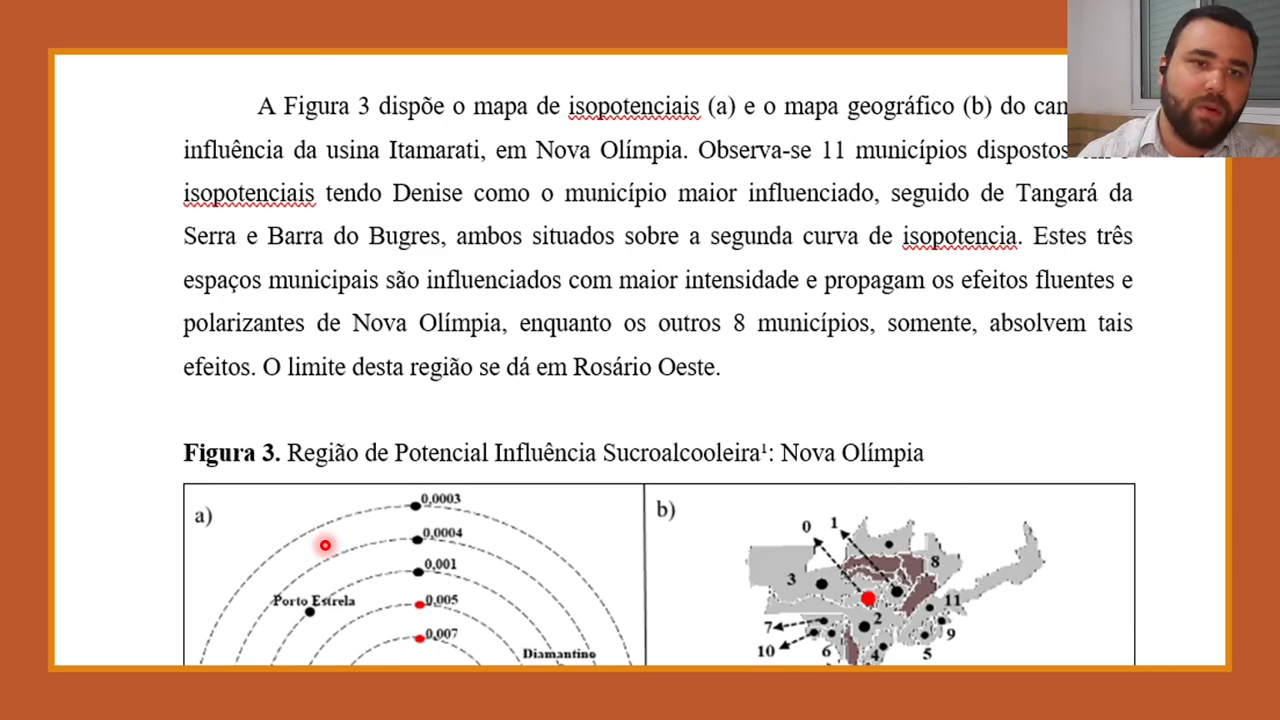 A Figura 3 dispõe o mapa de isopotenciais (a) e o mapa geográfico (b) do
influência da usina Itamarati, em Nova Olímpia. Observa-se 11 municípios dispostos
isopotenciais tendo Denise como o município maior influenciado, seguido de Tangará da
Serra e Barra do Bugres, ambos situados sobre a segunda curva de isopotencia. Estes três
espaços municipais são influenciados com maior intensidade e propagam os efeitos fluentes e
polarizantes de Nova Olímpia, enquanto os outros 8 municípios, somente, absolvem tais
efeitos. O limite desta região se dá em Rosário Oeste.
Figura 3. Região de Potencial Influência Sucroalcooleira¹: Nova Olímpia
a)
0,0003
0,0004
0,001
Porto Estrela
0,005
0,007
Diamantino
b)
0
1
3
8
11
2
7
9
10
6
4
5